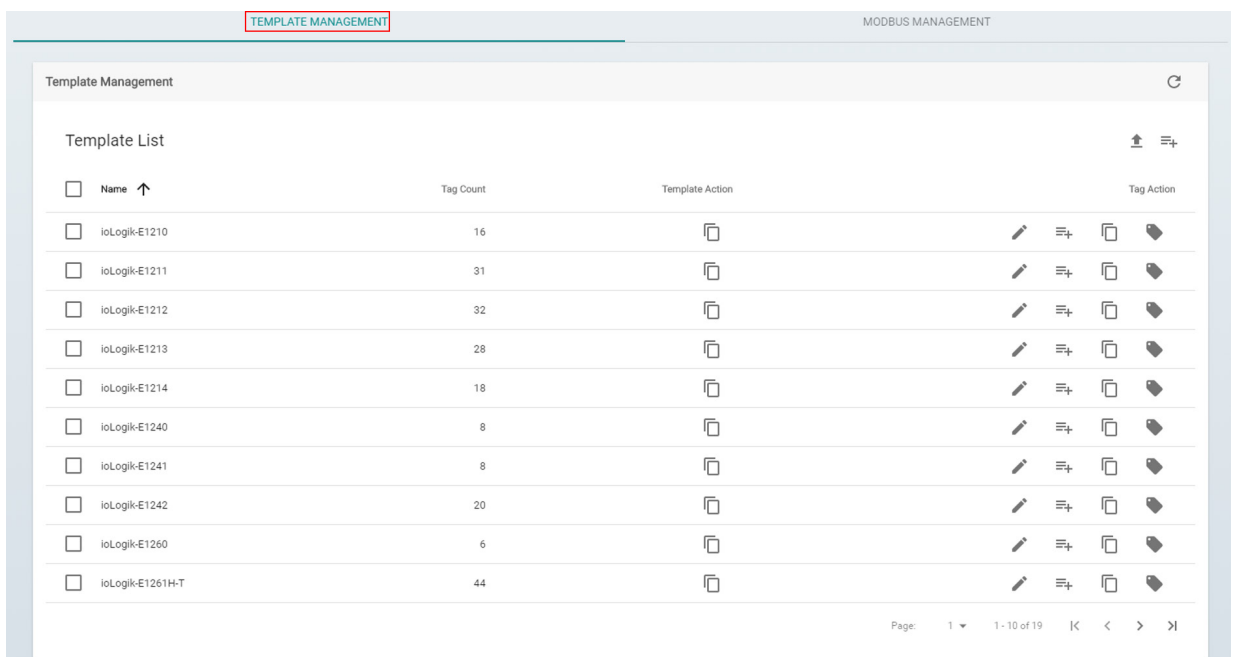 TEMPLATE MANAGEMENT MODBUS MANAGEMENT
Template Management
Template List
Name Tag Count Template Action Tag Action
ioLogik-E1210 16
ioLogik-E1211 31
ioLogik-E1212 32
ioLogik-E1213 28
ioLogik-E1214 18
ioLogik-E1240 8
ioLogik-E1241 8
ioLogik-E1242 20
ioLogik-E1260 6
ioLogik-E1261H-T 44
Page: 1 1 - 10 of 19